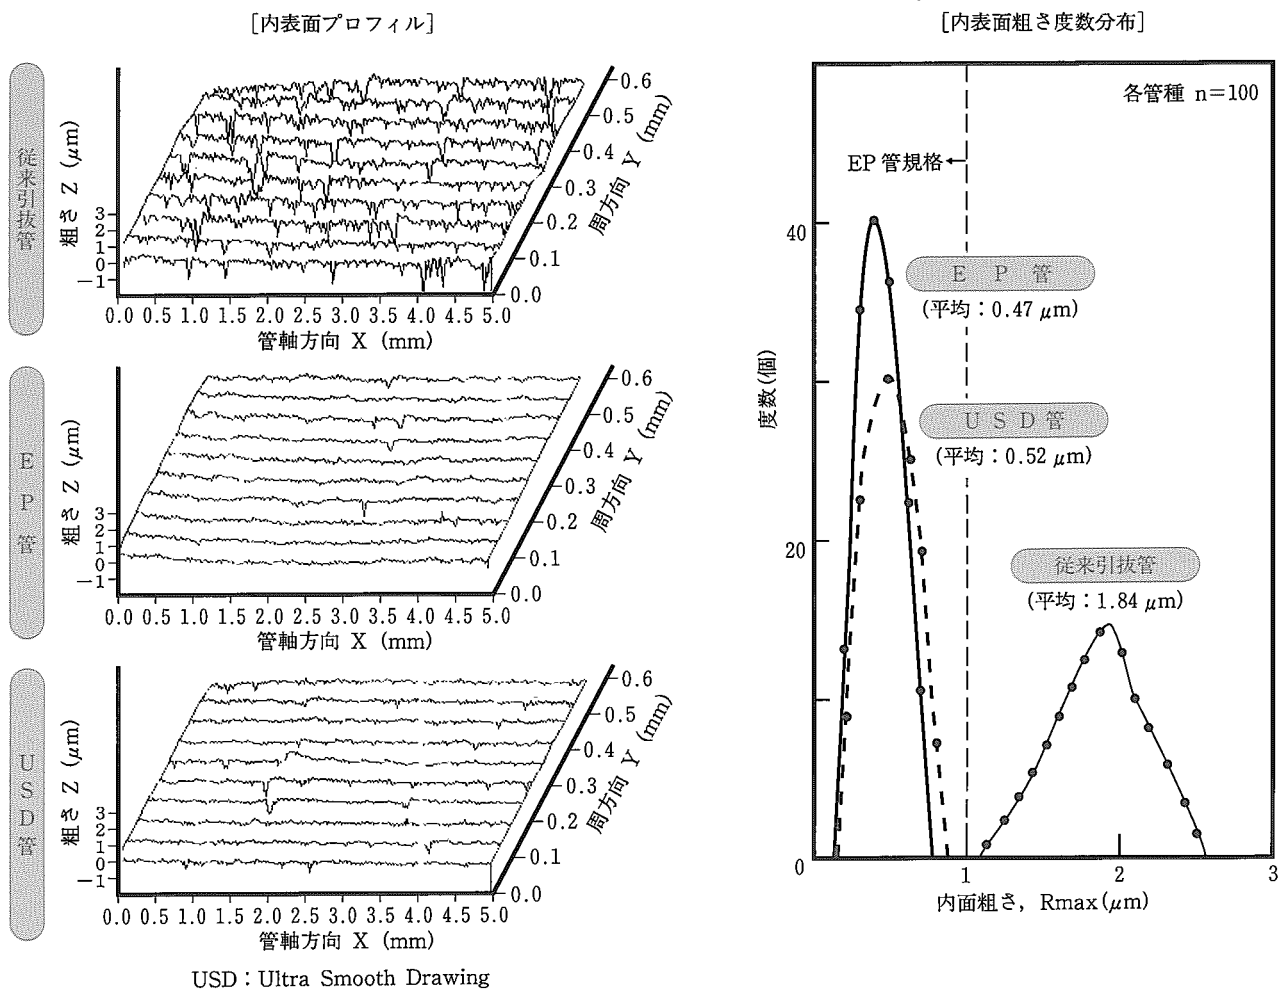 [内表面プロフィル]
従来引抜管
粗さ Z (μm)
3
2
1
0
−1
0.0 0.5 1.0 1.5 2.0 2.5 3.0 3.5 4.0 4.5 5.0
管軸方向 X (mm)
0.6
0.5
0.4
0.3
0.2
0.1
0.0
周方向 Y (mm)
EP管
粗さ Z (μm)
3
2
1
0
−1
0.0 0.5 1.0 1.5 2.0 2.5 3.0 3.5 4.0 4.5 5.0
管軸方向 X (mm)
0.6
0.5
0.4
0.3
0.2
0.1
0.0
周方向 Y (mm)
USD管
粗さ Z (μm)
3
2
1
0
−1
0.0 0.5 1.0 1.5 2.0 2.5 3.0 3.5 4.0 4.5 5.0
管軸方向 X (mm)
0.6
0.5
0.4
0.3
0.2
0.1
0.0
周方向 Y (mm)
USD：Ultra Smooth Drawing
[内表面粗さ度数分布]
各管種 n=100
EP管規格←
40
20
0
度数(個)
EP管
(平均：0.47 μm)
USD管
(平均：0.52 μm)
従来引抜管
(平均：1.84 μm)
1 2 3
内面粗さ, Rmax(μm)